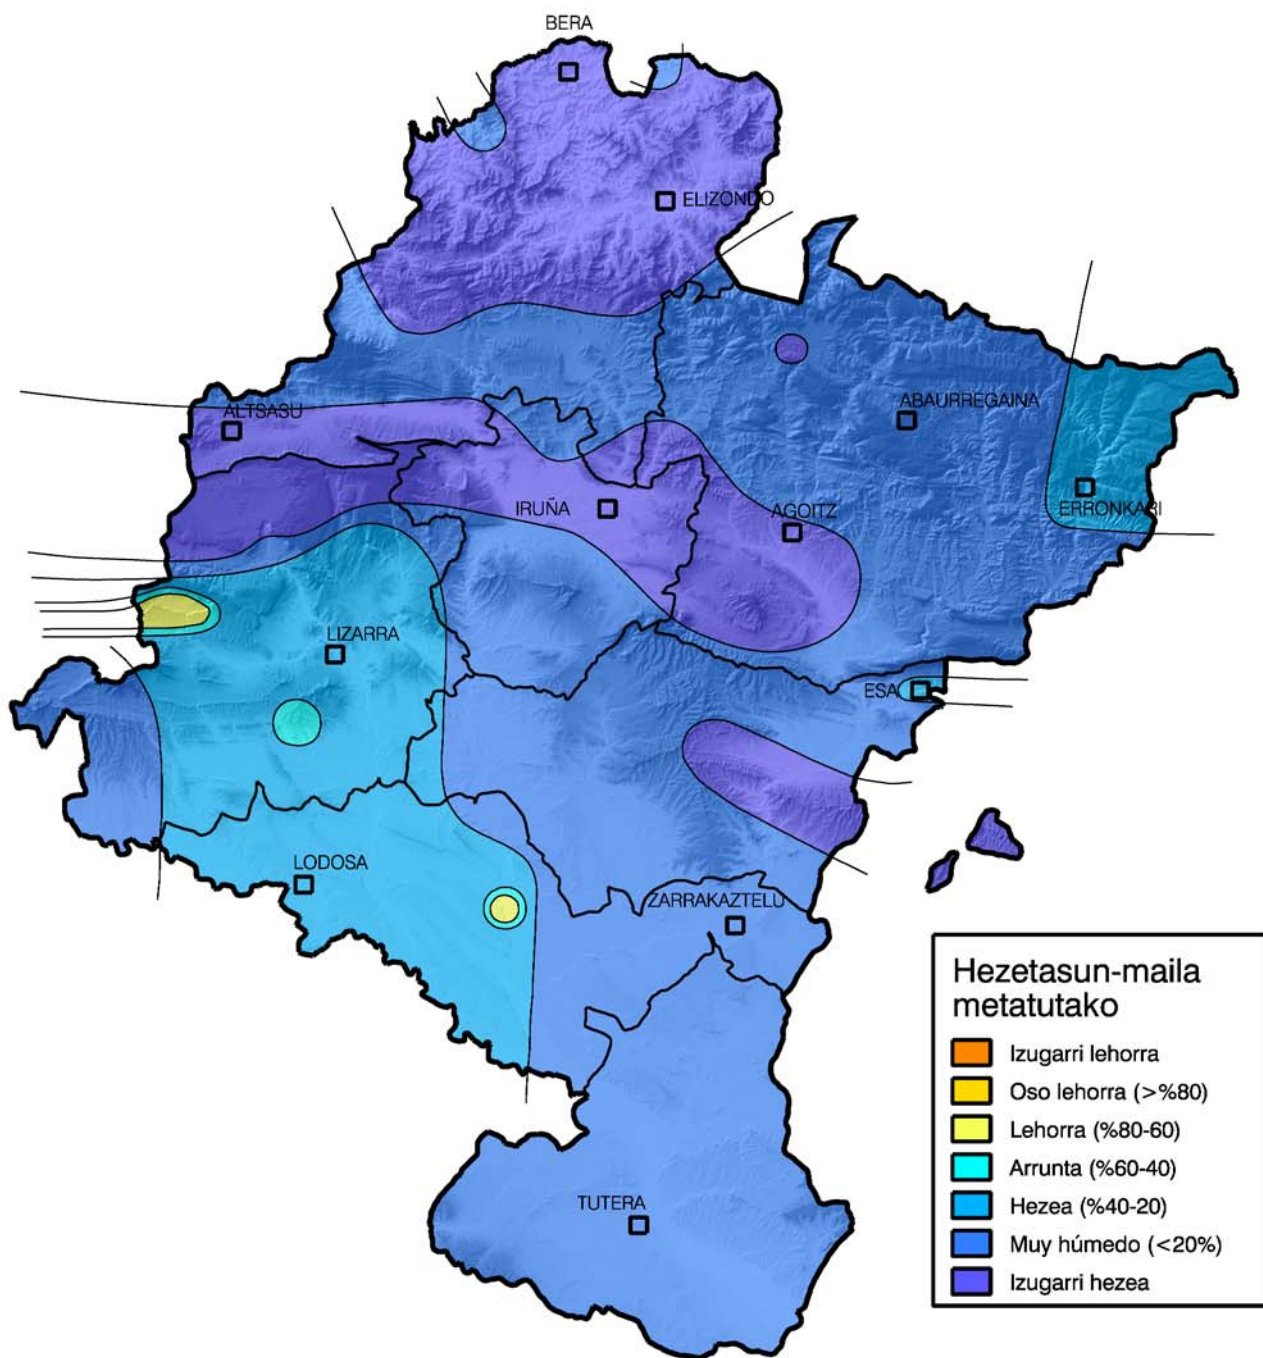 BERA
ELIZONDO
ALTSASU
ABAURREGAINA
IRUÑA
AGOITZ
ERRONKARI
LIZARRA
ESA
LODOSA
ZARRAKAZTELU
TUTERA
Hezetasun-maila
metatutako
Izugarri lehorra
Oso lehorra (>%80)
Lehorra (%80-60)
Arrunta (%60-40)
Hezea (%40-20)
Muy húmedo (<20%)
Izugarri hezea